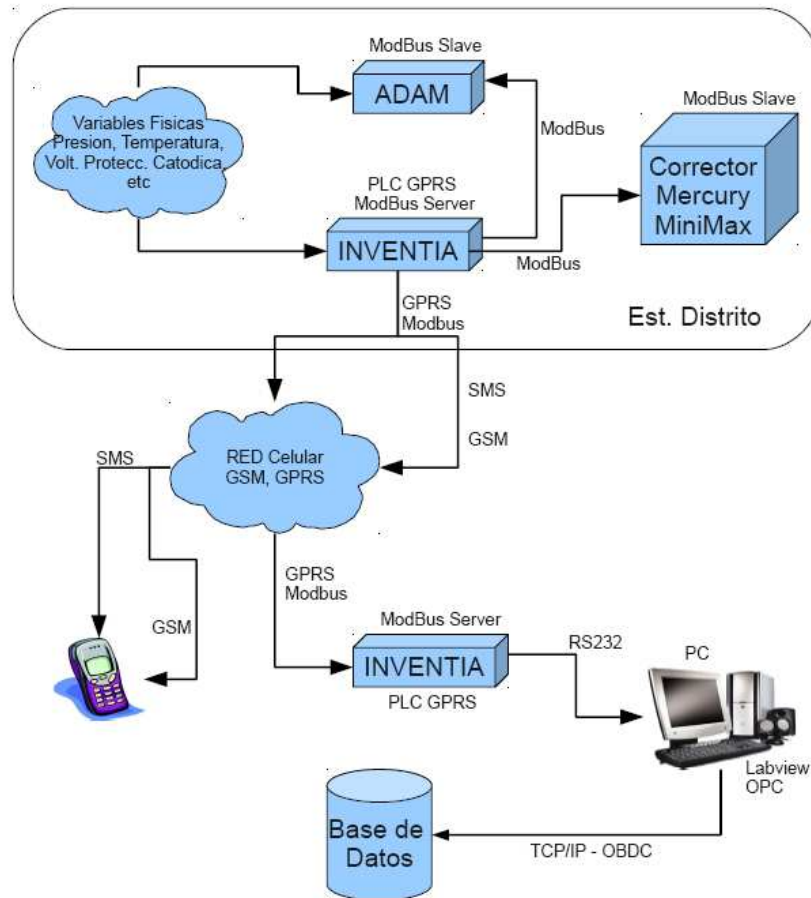 ModBus Slave
ADAM
ModBus Slave
Variables Fisicas
Presion, Temperatura,
Volt. Protecc. Catodica,
etc
ModBus
Corrector
Mercury
MiniMax
PLC GPRS
ModBus Server
INVENTIA
ModBus
GPRS
Modbus
Est. Distrito
SMS
GSM
RED Celular
GSM, GPRS
SMS
GPRS
Modbus
GSM
ModBus Server
INVENTIA
PLC GPRS
RS232
PC
Labview
OPC
Base de
Datos
TCP/IP - OBDC